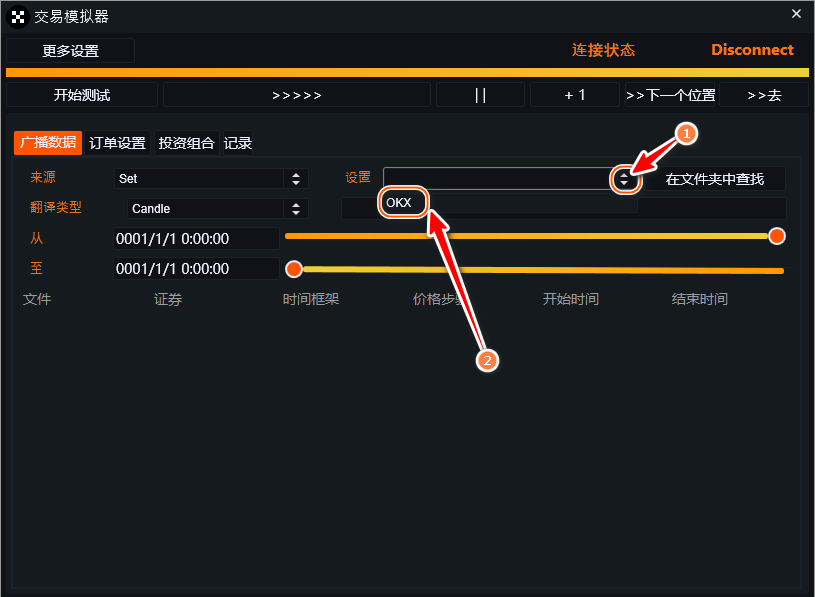 交易模拟器
更多设置 连接状态 Disconnect
开始测试 >>>>> || + 1 >>下一个位置 >>去
广播数据 订单设置 投资组合 记录
1
来源 Set 设置 在文件夹中查找
翻译类型 Candle OKX
从 0001/1/1 0:00:00
至 0001/1/1 0:00:00
文件 证券 时间框架 价格步 开始时间 结束时间
2